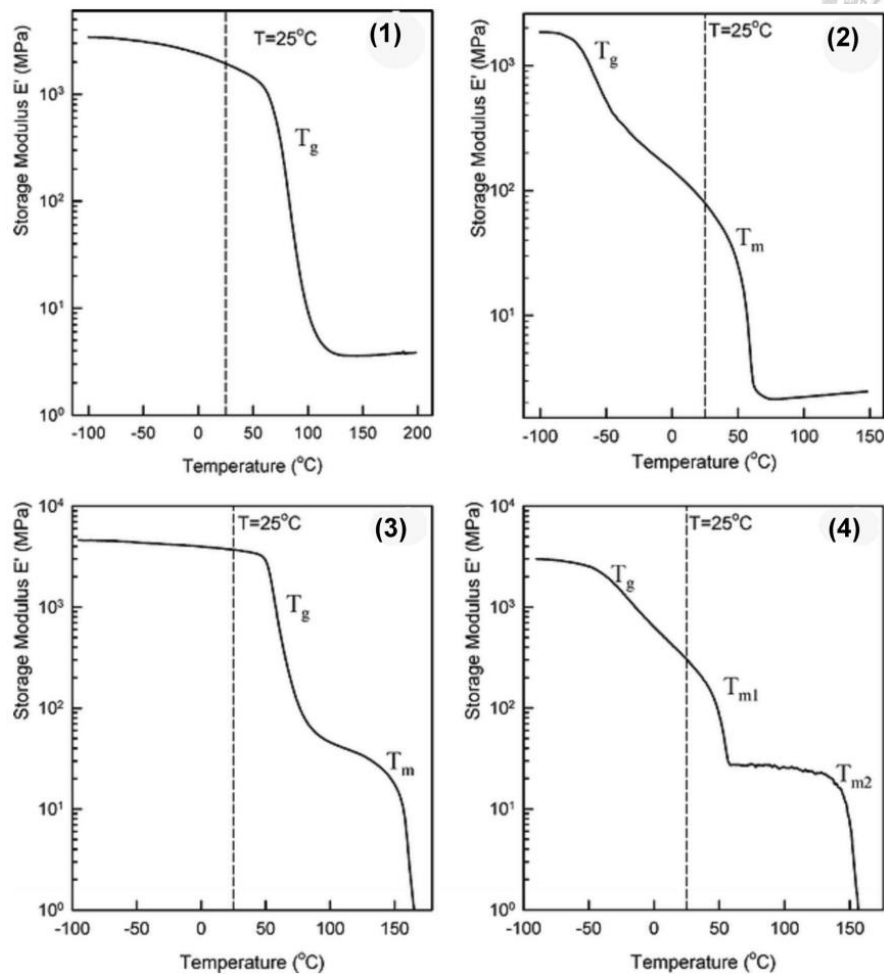 (1)
T=25°C
T_g
Storage Modulus E' (MPa)
10³
10²
10¹
10⁰
-100 -50 0 50 100 150 200
Temperature (°C)
(2)
T=25°C
T_g
T_m
Storage Modulus E' (MPa)
10³
10²
10¹
-100 -50 0 50 100 150
Temperature (°C)
(3)
T=25°C
T_g
T_m
Storage Modulus E' (MPa)
10⁴
10³
10²
10¹
10⁰
-100 -50 0 50 100 150
Temperature (°C)
(4)
T=25°C
T_g
T_m1
T_m2
Storage Modulus E' (MPa)
10⁴
10³
10²
10¹
10⁰
-100 -50 0 50 100 150
Temperature (°C)